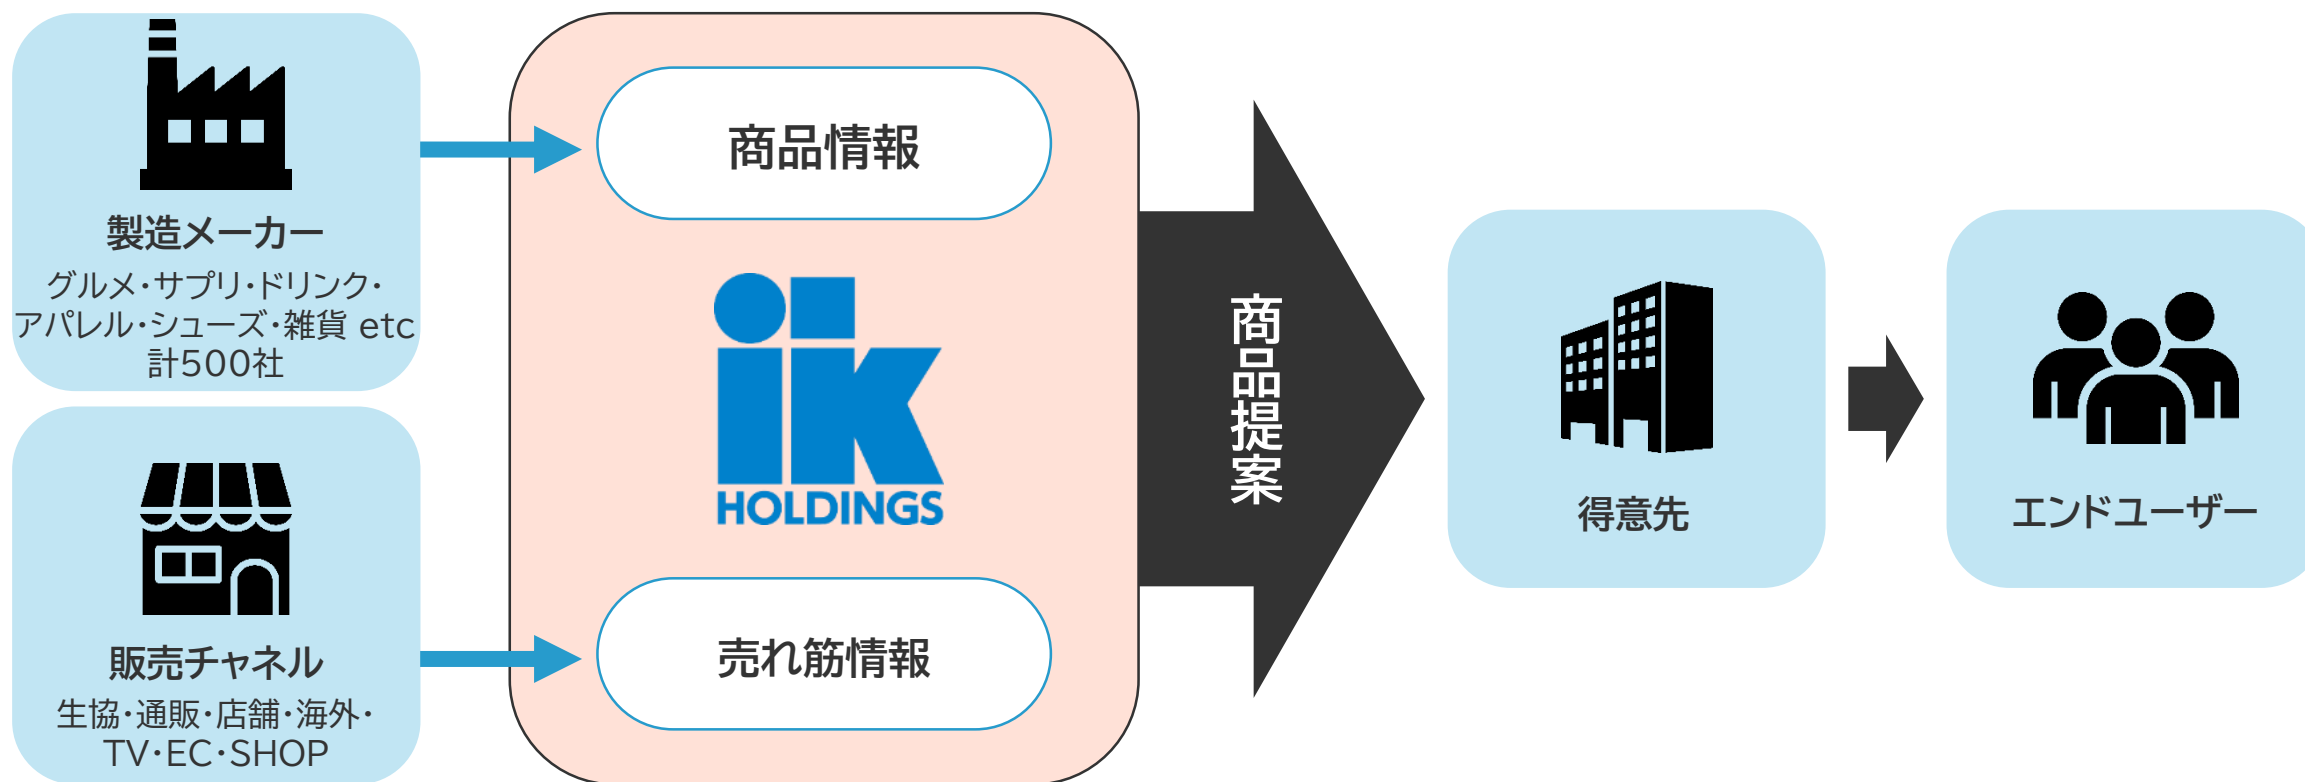 製造メーカー
グルメ・サプリ・ドリンク・
アパレル・シューズ・雑貨 etc
計500社
販売チャネル
生協・通販・店舗・海外・
TV・EC・SHOP
商品情報
ik
HOLDINGS
売れ筋情報
商品提案
得意先
エンドユーザー